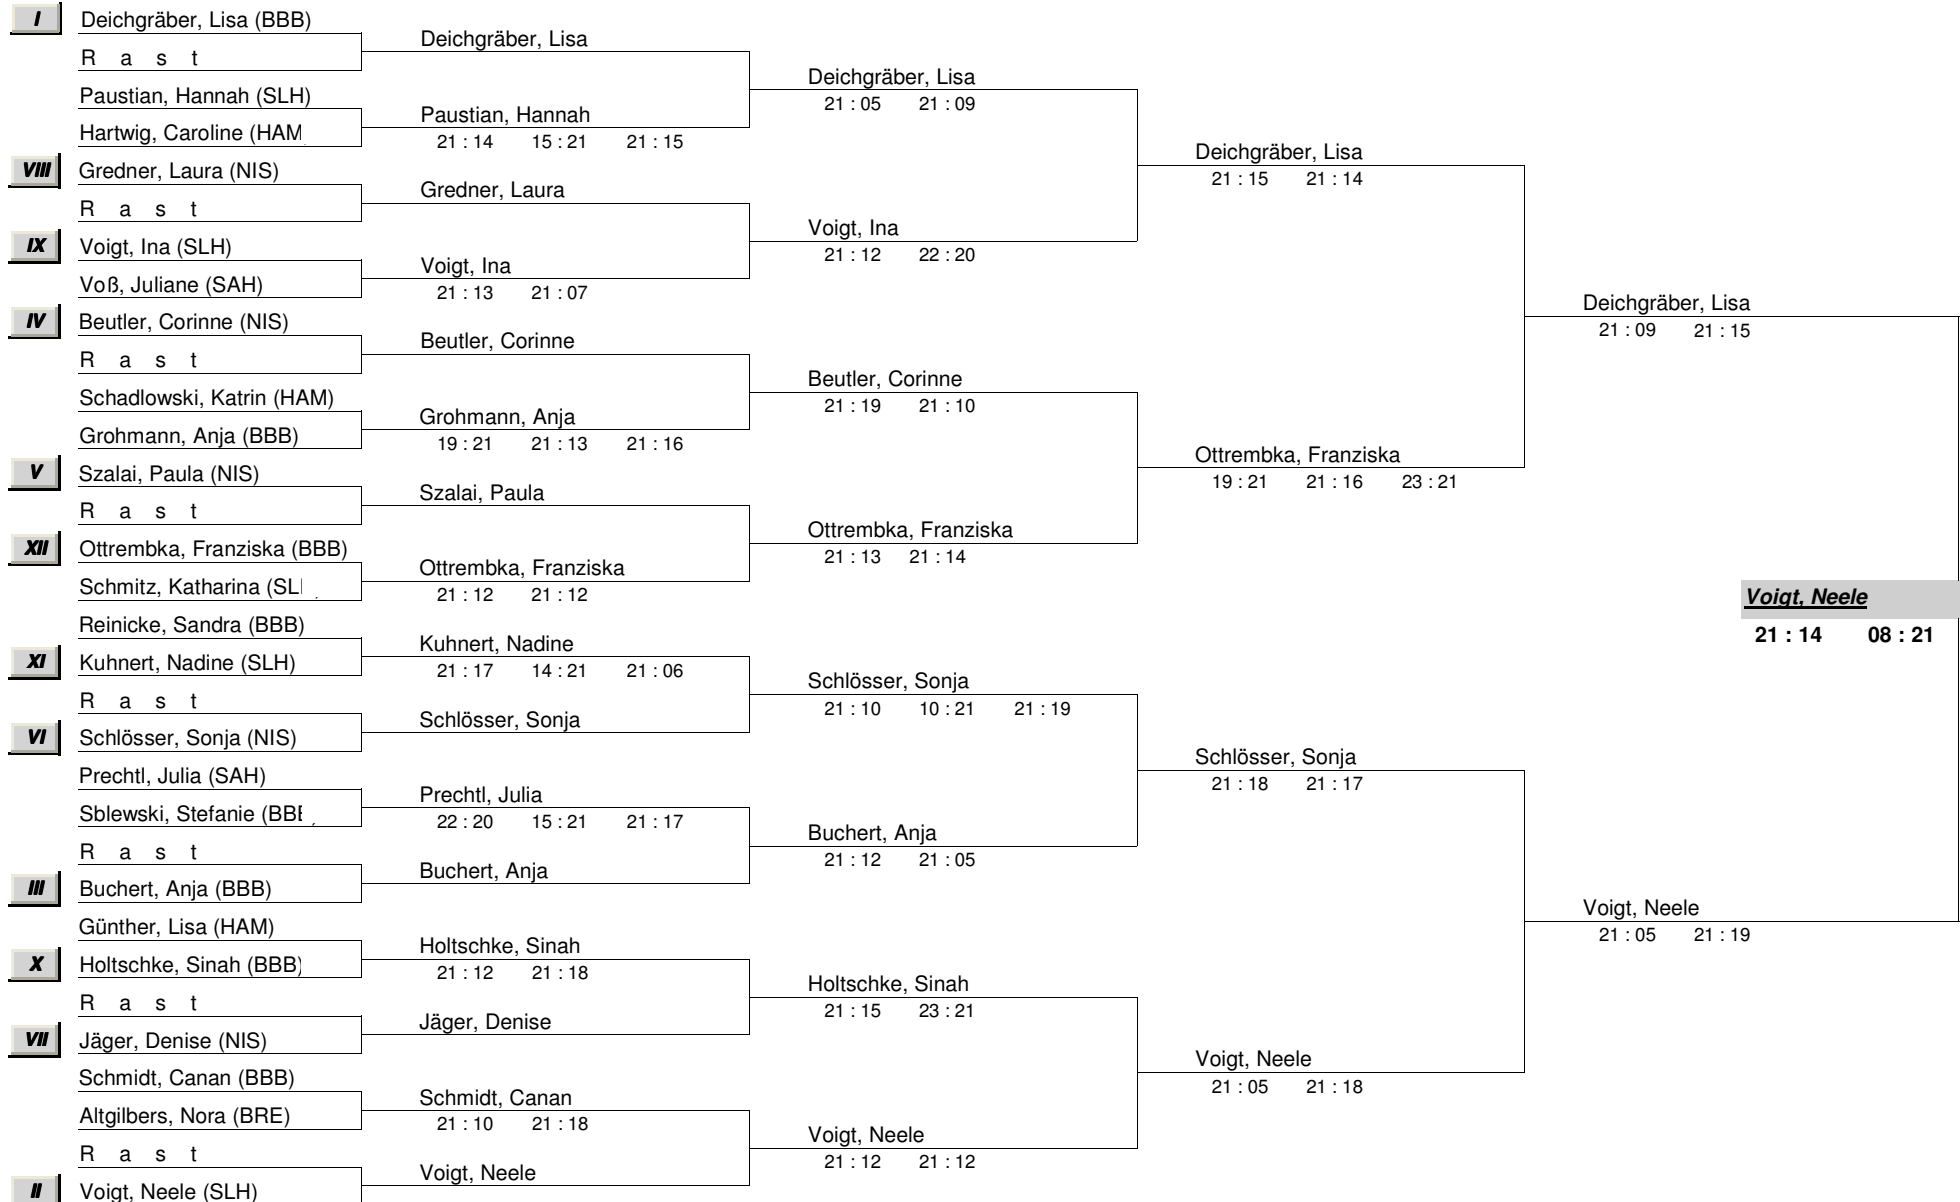 I Deichgräber, Lisa (BBB)
R a s t
Deichgräber, Lisa
Paustian, Hannah (SLH)
Hartwig, Caroline (HAM
Paustian, Hannah
21 : 14 15 : 21 21 : 15
Deichgräber, Lisa
21 : 05 21 : 09
VIII Gredner, Laura (NIS)
R a s t
Gredner, Laura
IX Voigt, Ina (SLH)
Voß, Juliane (SAH)
Voigt, Ina
21 : 13 21 : 07
Voigt, Ina
21 : 12 22 : 20
Deichgräber, Lisa
21 : 15 21 : 14
IV Beutler, Corinne (NIS)
R a s t
Beutler, Corinne
Schadlowski, Katrin (HAM)
Grohmann, Anja (BBB)
Grohmann, Anja
19 : 21 21 : 13 21 : 16
Beutler, Corinne
21 : 19 21 : 10
V Szalai, Paula (NIS)
R a s t
Szalai, Paula
XII Ottrembka, Franziska (BBB)
Schmitz, Katharina (SL
Ottrembka, Franziska
21 : 12 21 : 12
Ottrembka, Franziska
21 : 13 21 : 14
Ottrembka, Franziska
19 : 21 21 : 16 23 : 21
Deichgräber, Lisa
21 : 09 21 : 15
Reinicke, Sandra (BBB)
XI Kuhnert, Nadine (SLH)
Kuhnert, Nadine
21 : 17 14 : 21 21 : 06
R a s t
VI Schlösser, Sonja (NIS)
Schlösser, Sonja
Schlösser, Sonja
21 : 10 10 : 21 21 : 19
Prechtl, Julia (SAH)
Sblewski, Stefanie (BBB
Prechtl, Julia
22 : 20 15 : 21 21 : 17
R a s t
III Buchert, Anja (BBB)
Buchert, Anja
Buchert, Anja
21 : 12 21 : 05
Schlösser, Sonja
21 : 18 21 : 17
Günther, Lisa (HAM)
X Holtschke, Sinah (BBB)
Holtschke, Sinah
21 : 12 21 : 18
R a s t
VII Jäger, Denise (NIS)
Jäger, Denise
Holtschke, Sinah
21 : 15 23 : 21
Schmidt, Canan (BBB)
Altgilbers, Nora (BRE)
Schmidt, Canan
21 : 10 21 : 18
R a s t
II Voigt, Neele (SLH)
Voigt, Neele
Voigt, Neele
21 : 12 21 : 12
Voigt, Neele
21 : 05 21 : 18
Voigt, Neele
21 : 05 21 : 19
Voigt, Neele
21 : 14 08 : 21